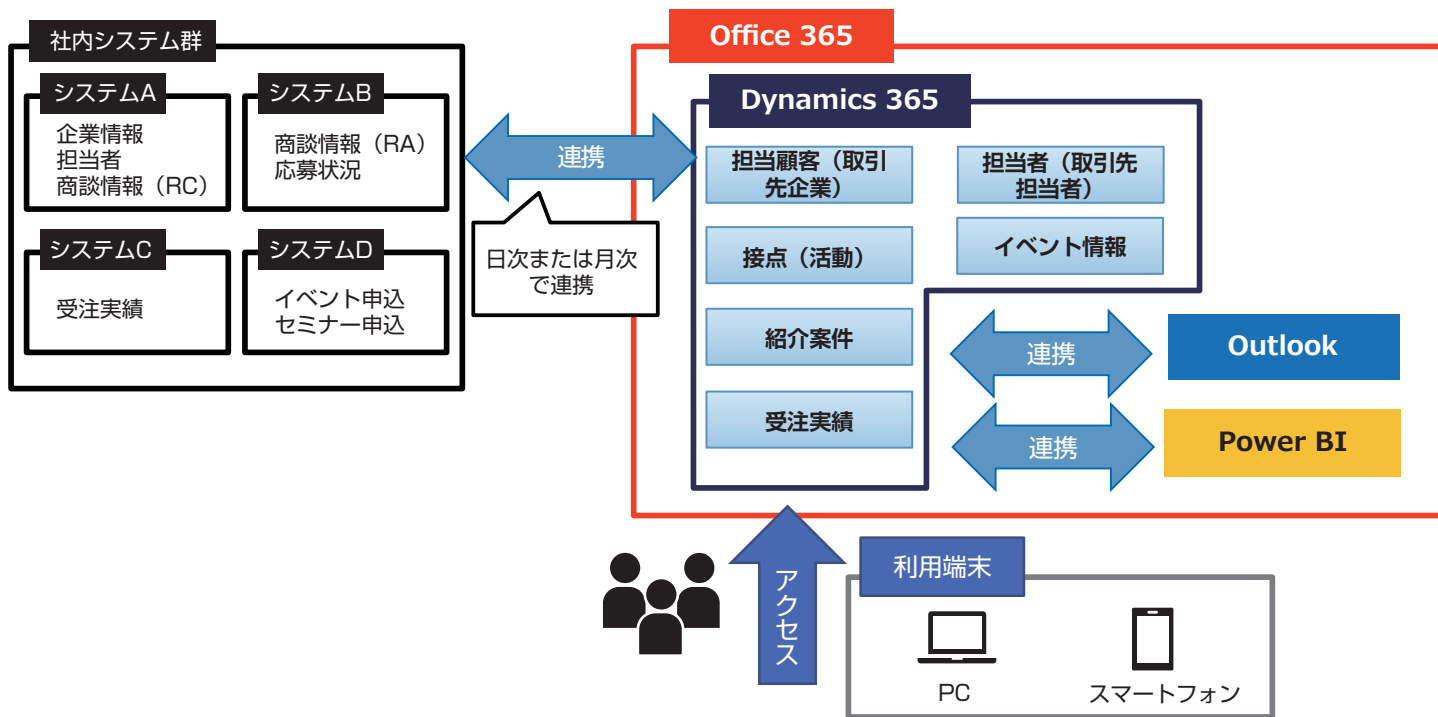 社内システム群
システムA
企業情報
担当者
商談情報（RC）
システムB
商談情報（RA）
応募状況
システムC
受注実績
システムD
イベント申込
セミナー申込
連携
日次または月次
で連携
Office 365
Dynamics 365
担当顧客（取引
先企業）
担当者（取引先
担当者）
接点（活動）
イベント情報
紹介案件
受注実績
連携
Outlook
連携
Power BI
アクセス
利用端末
PC
スマートフォン